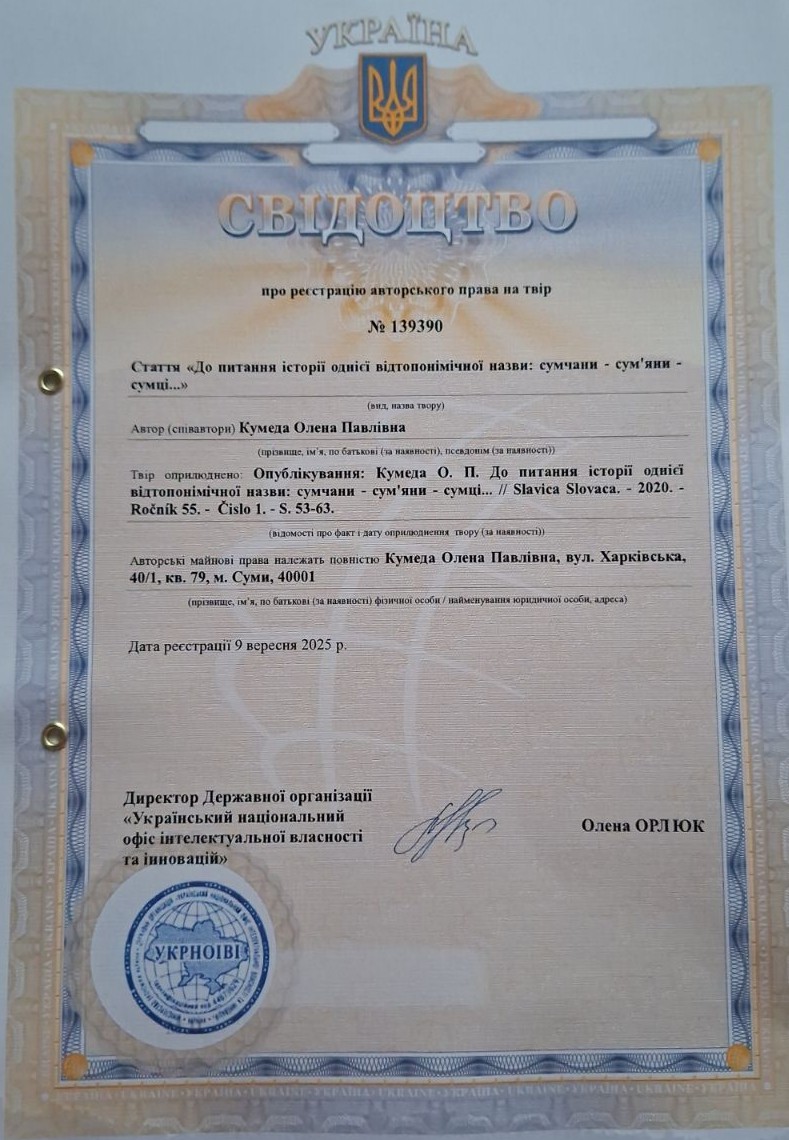 УКРАЇНА
СВІДОЦТВО
про реєстрацію авторського права на твір
№ 139390
Стаття «До питання історії однієї відтопонімічної назви: сумчани - сум'яни -
сумці...»
(вид, назва твору)
Автор (співавтори) Кумеда Олена Павлівна
(прізвище, ім'я, по батькові (за наявності), псевдонім (за наявності))
Твір оприлюднено: Опублікування: Кумеда О. П. До питання історії однієї
відтопонімічної назви: сумчани - сум'яни - сумці... // Slavica Slovaca. - 2020. -
Ročník 55. - Čislo 1. - S. 53-63.
(відомості про факт і дату оприлюднення твору (за наявності))
Авторські майнові права належать повністю Кумеда Олена Павлівна, вул. Харківська,
40/1, кв. 79, м. Суми, 40001
(прізвище, ім'я, по батькові (за наявності) фізичної особи / найменування юридичної особи, адреса)
Дата реєстрації 9 вересня 2025 р.
Директор Державної організації
«Український національний
офіс інтелектуальної власності
та інновацій»
Олена ОРЛЮК
УКРНОІВІ